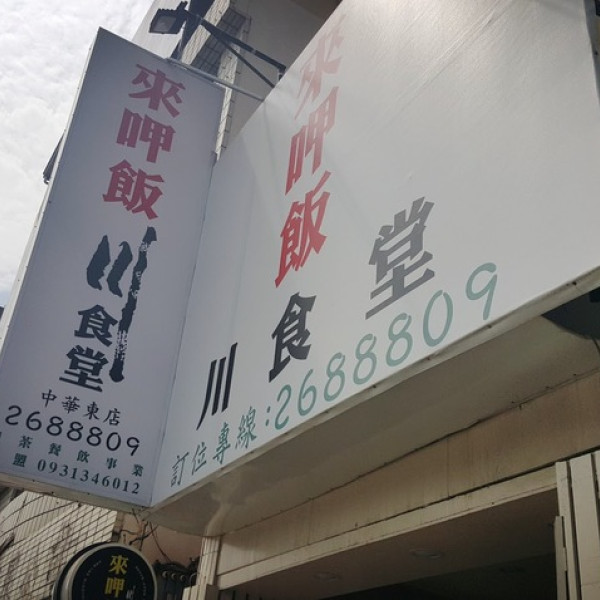 來呷飯
川食堂
中華東店
2688809
茶餐飲事業
盟 0931346012
來呷飯
川食堂
訂位專線:2688809
來呷